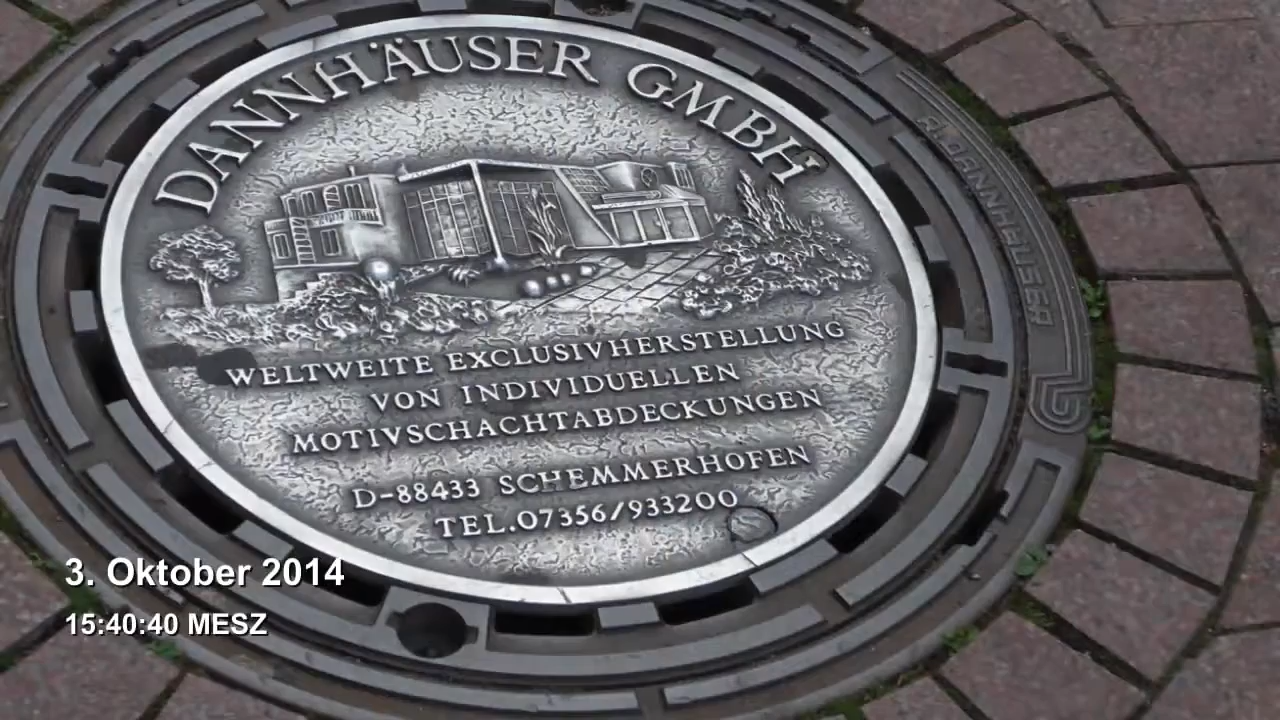 DANNHÄUSER GMBH
WELTWEITE EXCLUSIVHERSTELLUNG
VON INDIVIDUELLEN
MOTIVSCHACHTABDECKUNGEN
D-88433 SCHEMMERHOFEN
TEL.07356/933200
DANNHÄUSER
3. Oktober 2014
15:40:40 MESZ